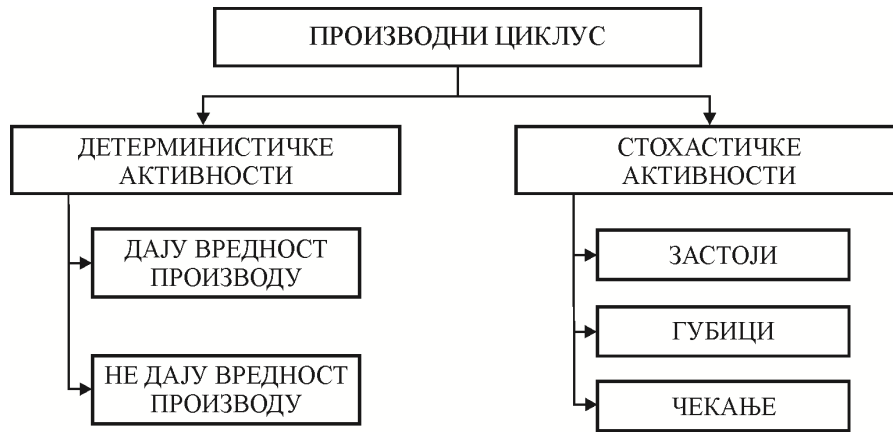 ПРОИЗВОДНИ ЦИКЛУС
ДЕТЕРМИНИСТИЧКЕ
АКТИВНОСТИ
ДАЈУ ВРЕДНОСТ
ПРОИЗВОДУ
НЕ ДАЈУ ВРЕДНОСТ
ПРОИЗВОДУ
СТОХАСТИЧКЕ
АКТИВНОСТИ
ЗАСТОЈИ
ГУБИЦИ
ЧЕКАЊЕ